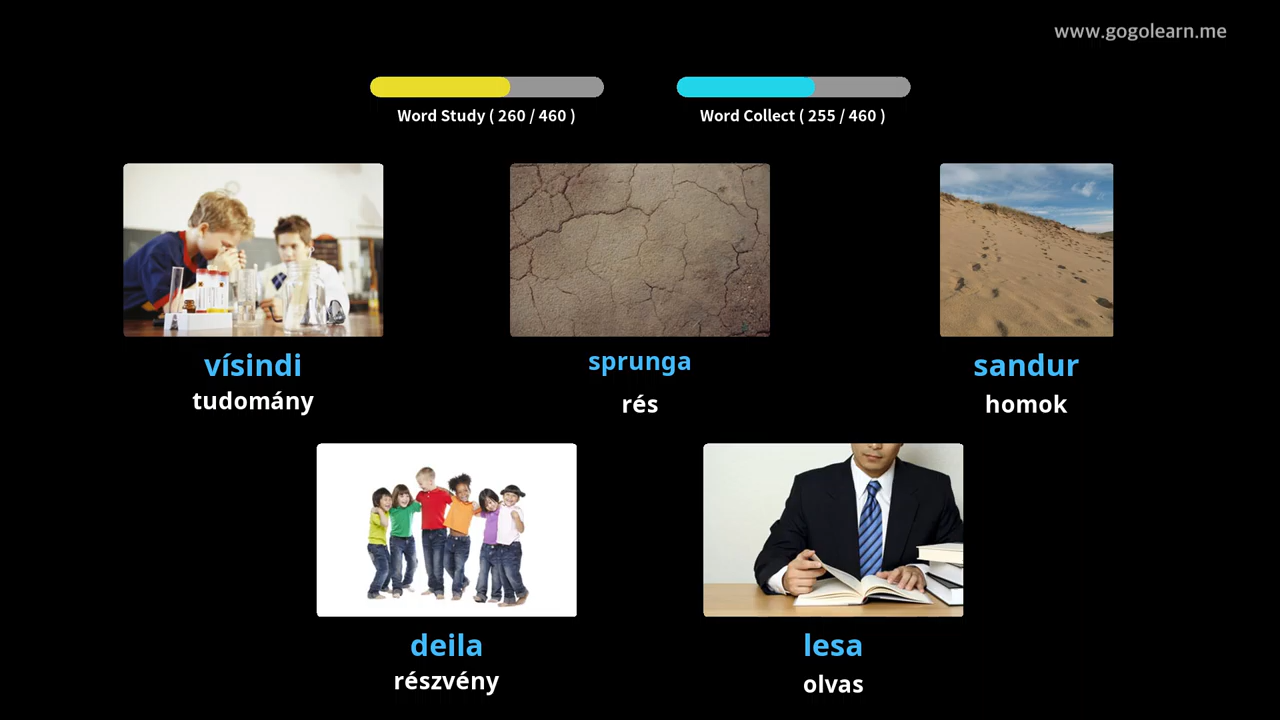 www.gogolearn.me
Word Study ( 260 / 460 )
Word Collect ( 255 / 460 )
vísindi
tudomány
sprunga
rés
sandur
homok
deila
részvény
lesa
olvas